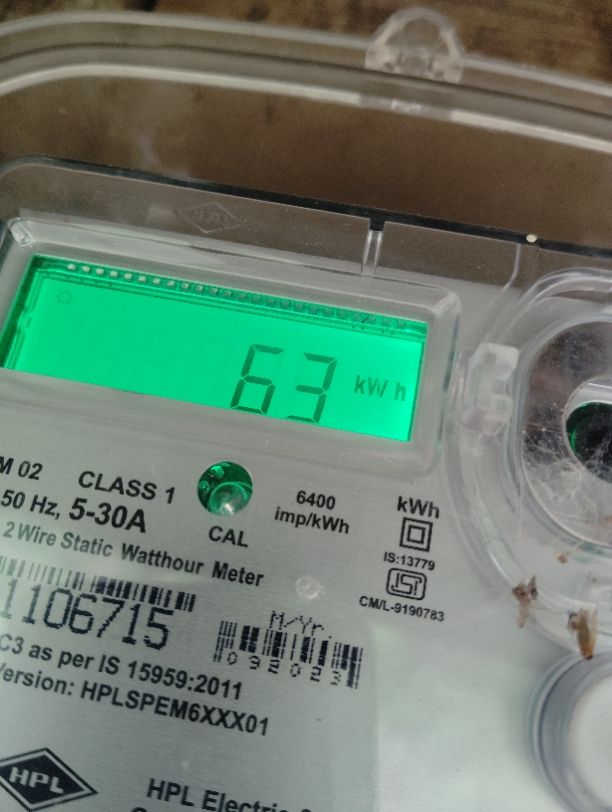 63 kWh
M 02 CLASS 1
50 Hz, 5-30A
CAL
6400
imp/kWh
kWh
2 Wire Static Watthour Meter
IS:13779
CM/L-9190783
1106715
M/Yr.
092023
C3 as per IS 15959:2011
Version: HPLSPEM6XXX01
HPL
HPL Electric